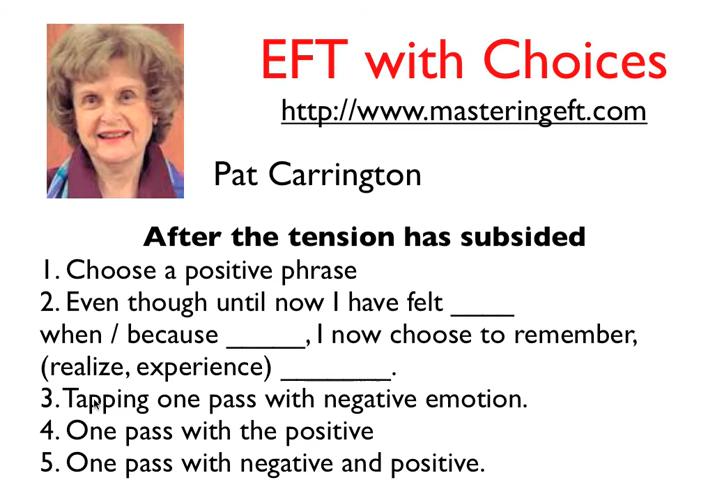 EFT with Choices
http://www.masteringeft.com
Pat Carrington
After the tension has subsided
1. Choose a positive phrase
2. Even though until now I have felt ____
when / because _____, I now choose to remember,
(realize, experience) _______.
3. Tapping one pass with negative emotion.
4. One pass with the positive
5. One pass with negative and positive.